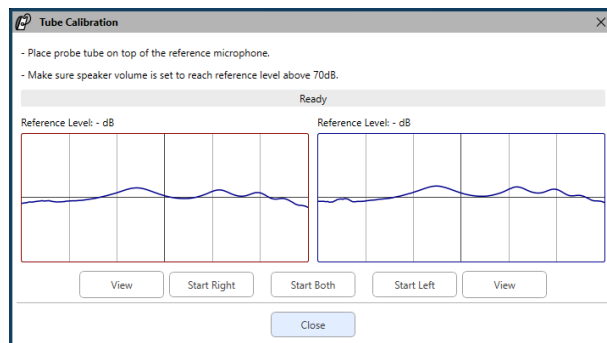 Tube Calibration
- Place probe tube on top of the reference microphone.
- Make sure speaker volume is set to reach reference level above 70dB.
Ready
Reference Level: - dB
Reference Level: - dB
View
Start Right
Start Both
Start Left
View
Close